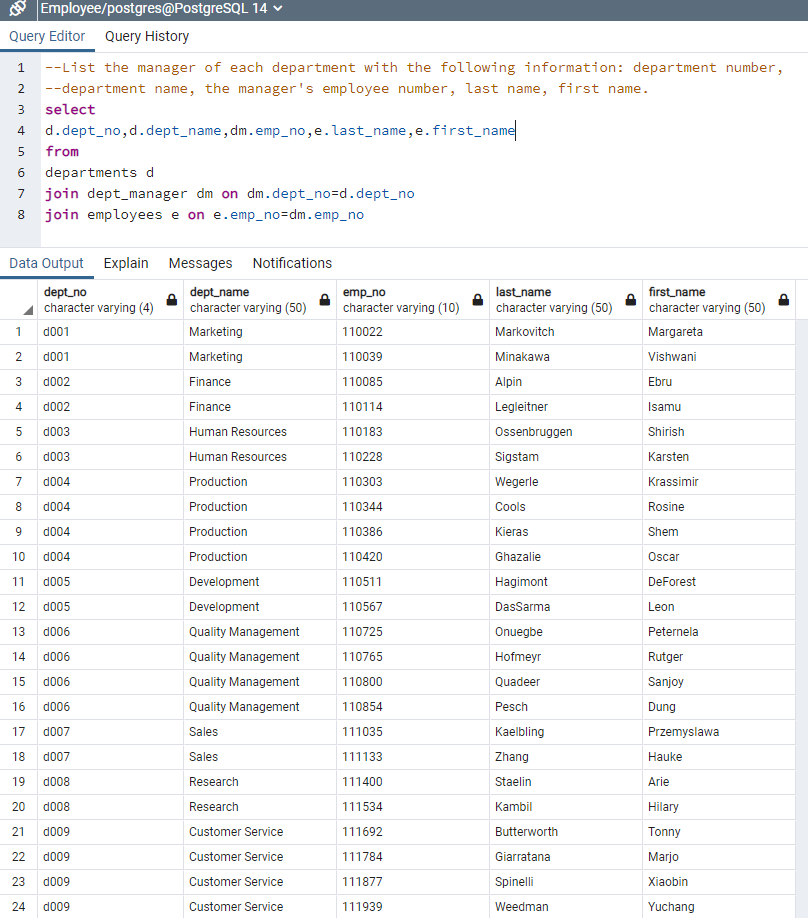 Employee/postgres@PostgreSQL 14
Query Editor Query History
1 --List the manager of each department with the following information: department number,
2 --department name, the manager's employee number, last name, first name.
3 select
4 d.dept_no,d.dept_name,dm.emp_no,e.last_name,e.first_name
5 from
6 departments d
7 join dept_manager dm on dm.dept_no=d.dept_no
8 join employees e on e.emp_no=dm.emp_no
Data Output Explain Messages Notifications
dept_no dept_name emp_no last_name first_name
character varying (4) character varying (50) character varying (10) character varying (50) character varying (50)
1 d001 Marketing 110022 Markovitch Margareta
2 d001 Marketing 110039 Minakawa Vishwani
3 d002 Finance 110085 Alpin Ebru
4 d002 Finance 110114 Legleitner Isamu
5 d003 Human Resources 110183 Ossenbruggen Shirish
6 d003 Human Resources 110228 Sigstam Karsten
7 d004 Production 110303 Wegerle Krassimir
8 d004 Production 110344 Cools Rosine
9 d004 Production 110386 Kieras Shem
10 d004 Production 110420 Ghazalie Oscar
11 d005 Development 110511 Hagimont DeForest
12 d005 Development 110567 DasSarma Leon
13 d006 Quality Management 110725 Onuegbe Peternela
14 d006 Quality Management 110765 Hofmeyr Rutger
15 d006 Quality Management 110800 Quadeer Sanjoy
16 d006 Quality Management 110854 Pesch Dung
17 d007 Sales 111035 Kaelbling Przemyslawa
18 d007 Sales 111133 Zhang Hauke
19 d008 Research 111400 Staelin Arie
20 d008 Research 111534 Kambil Hilary
21 d009 Customer Service 111692 Butterworth Tonny
22 d009 Customer Service 111784 Giarratana Marjo
23 d009 Customer Service 111877 Spinelli Xiaobin
24 d009 Customer Service 111939 Weedman Yuchang